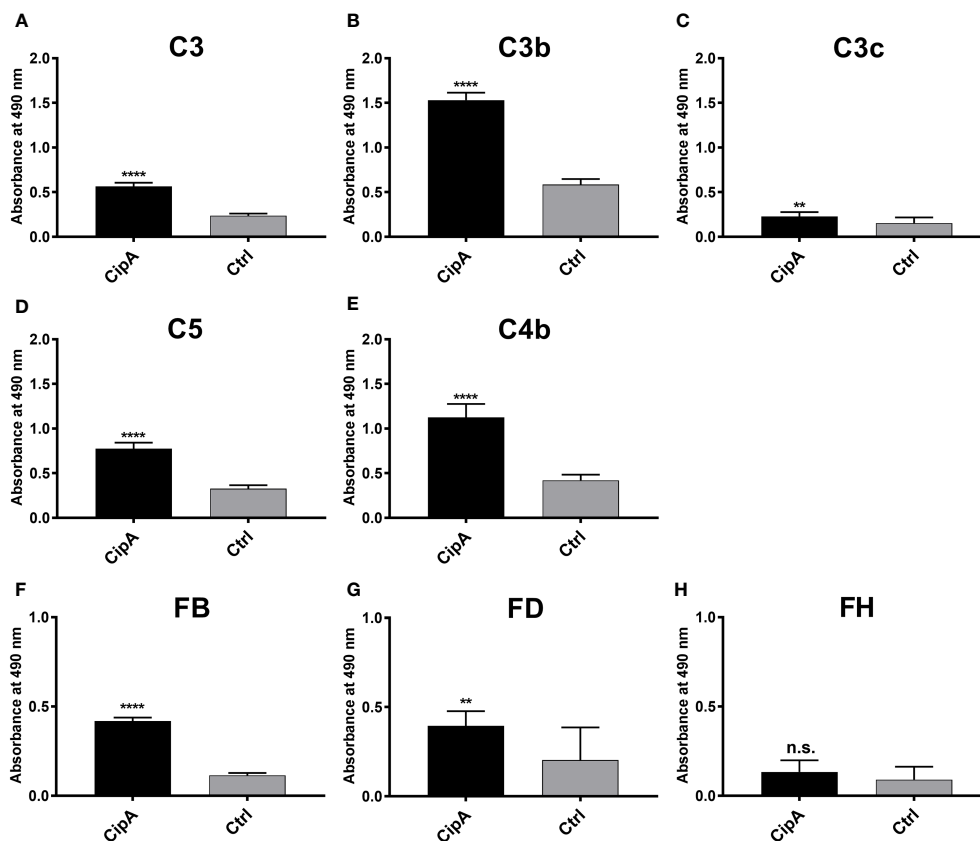 A
C3
Absorbance at 490 nm
2.0
1.5
1.0
0.5
0.0
****
CipA
Ctrl
B
C3b
Absorbance at 490 nm
2.0
1.5
1.0
0.5
0.0
****
CipA
Ctrl
C
C3c
Absorbance at 490 nm
2.0
1.5
1.0
0.5
0.0
**
CipA
Ctrl
D
C5
Absorbance at 490 nm
2.0
1.5
1.0
0.5
0.0
****
CipA
Ctrl
E
C4b
Absorbance at 490 nm
2.0
1.5
1.0
0.5
0.0
****
CipA
Ctrl
F
FB
Absorbance at 490 nm
1.0
0.5
0.0
****
CipA
Ctrl
G
FD
Absorbance at 490 nm
1.0
0.5
0.0
**
CipA
Ctrl
H
FH
Absorbance at 490 nm
1.0
0.5
0.0
n.s.
CipA
Ctrl